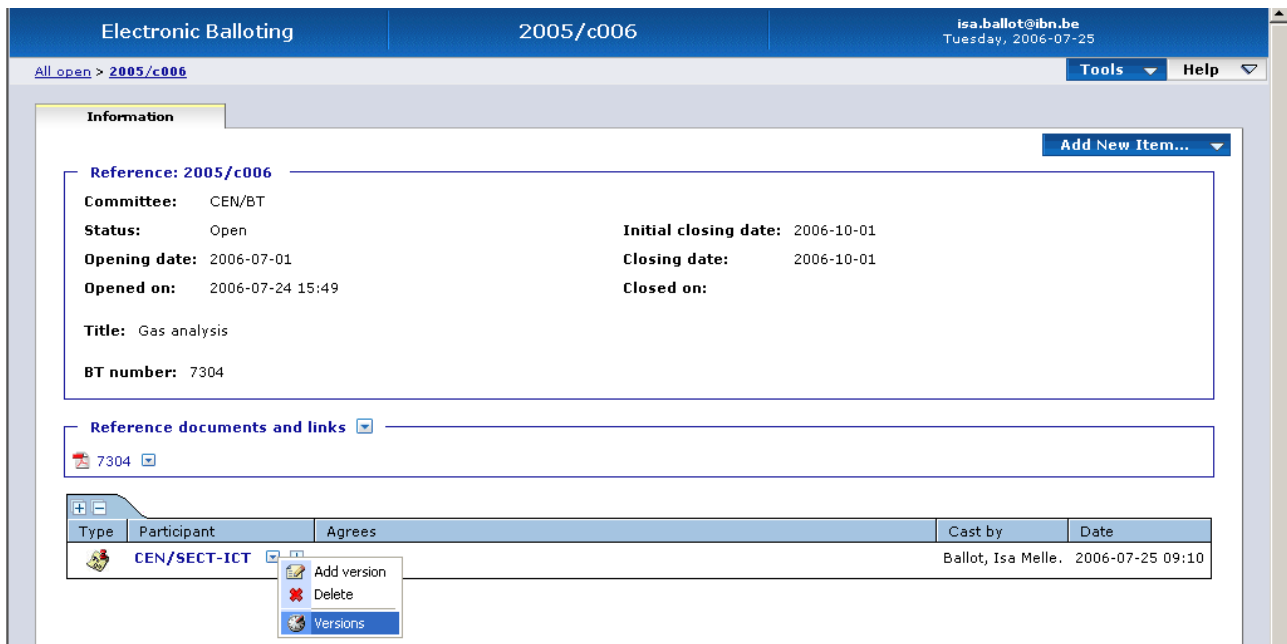 Electronic Balloting 2005/c006 isa.ballot@ibn.be
Tuesday, 2006-07-25
All open > 2005/c006 Tools Help
Information
Add New Item...
Reference: 2005/c006
Committee: CEN/BT
Status: Open Initial closing date: 2006-10-01
Opening date: 2006-07-01 Closing date: 2006-10-01
Opened on: 2006-07-24 15:49 Closed on:
Title: Gas analysis
BT number: 7304
Reference documents and links
7304
Type Participant Agrees Cast by Date
CEN/SECT-ICT Ballot, Isa Melle. 2006-07-25 09:10
Add version
Delete
Versions